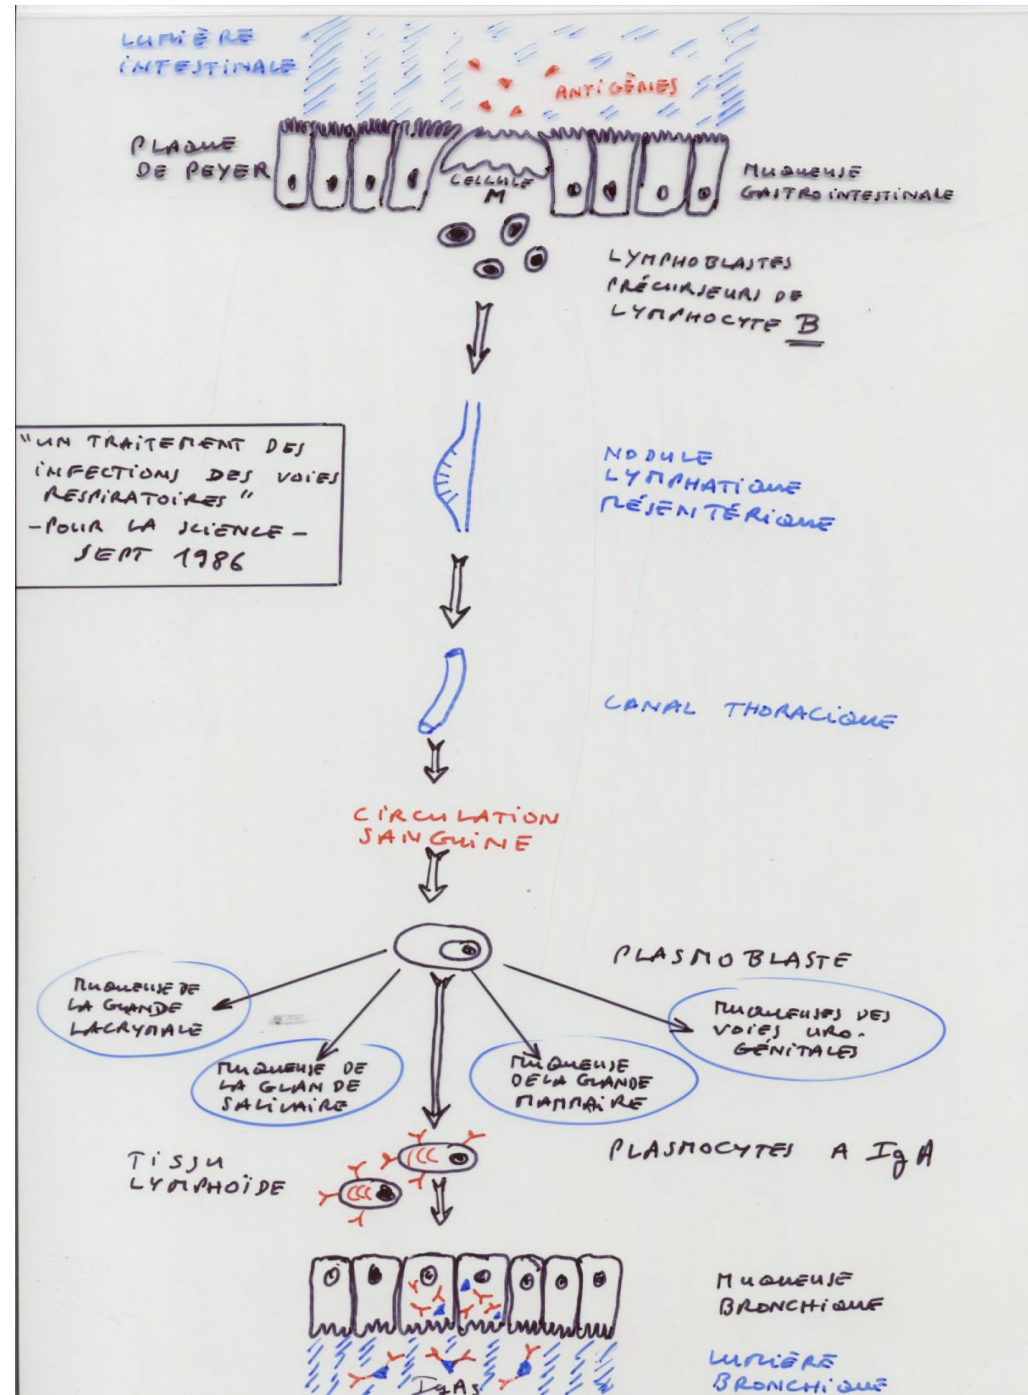 LUMIÈRE
INTESTINALE
ANTIGÈNES
PLAQUE
DE PEYER
CELLULE
M
MUQUEUSE
GASTROINTESTINALE
LYMPHOBLASTES
PRÉCURSEURS DE
LYMPHOCYTE B
"UN TRAITEMENT DES
INFECTIONS DES VOIES
RESPIRATOIRES"
-POUR LA SCIENCE-
SEPT 1986
NODULE
LYMPHATIQUE
MÉSENTÉRIQUE
CANAL THORACIQUE
CIRCULATION
SANGUINE
PLASMOBLASTE
MUQUEUSE DE
LA GLANDE
LACRYMALE
MUQUEUSE DE
LA GLANDE
SALIVAIRE
MUQUEUSE
DE LA GLANDE
MAMMAIRE
MUQUEUSES DES
VOIES URO-
GÉNITALES
TISSU
LYMPHOÏDE
PLASMOCYTES A IgA
MUQUEUSE
BRONCHIQUE
IgAs
LUMIÈRE
BRONCHIQUE